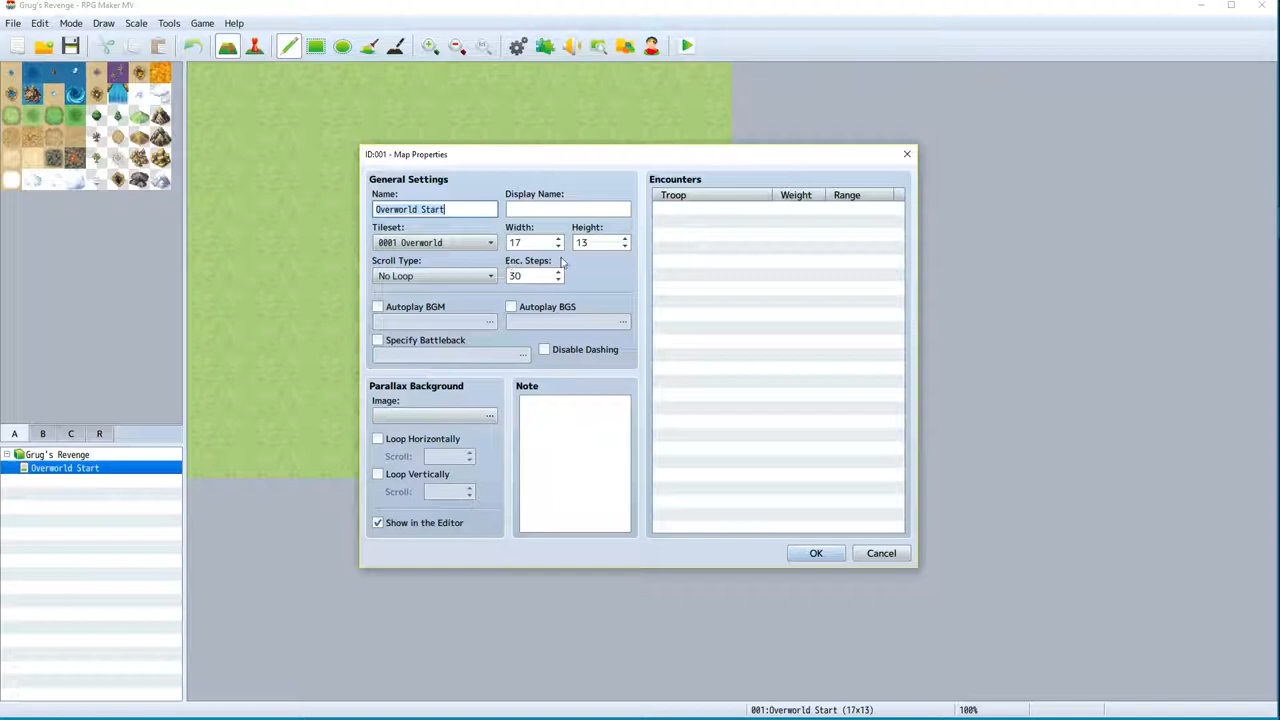 Grug's Revenge - RPG Maker MV
File Edit Mode Draw Scale Tools Game Help
ID:001 - Map Properties
General Settings
Name:
Display Name:
Overworld Start
Tileset:
Width:
Height:
0001 Overworld
17
13
Scroll Type:
Enc. Steps:
No Loop
30
Autoplay BGM
Autoplay BGS
...
...
Specify Battleback
Disable Dashing
...
Parallax Background
Image:
...
Loop Horizontally
Scroll:
Loop Vertically
Scroll:
Show in the Editor
Note
Encounters
Troop Weight Range
OK Cancel
A B C R
Grug's Revenge
Overworld Start
001:Overworld Start (17x13) 100%